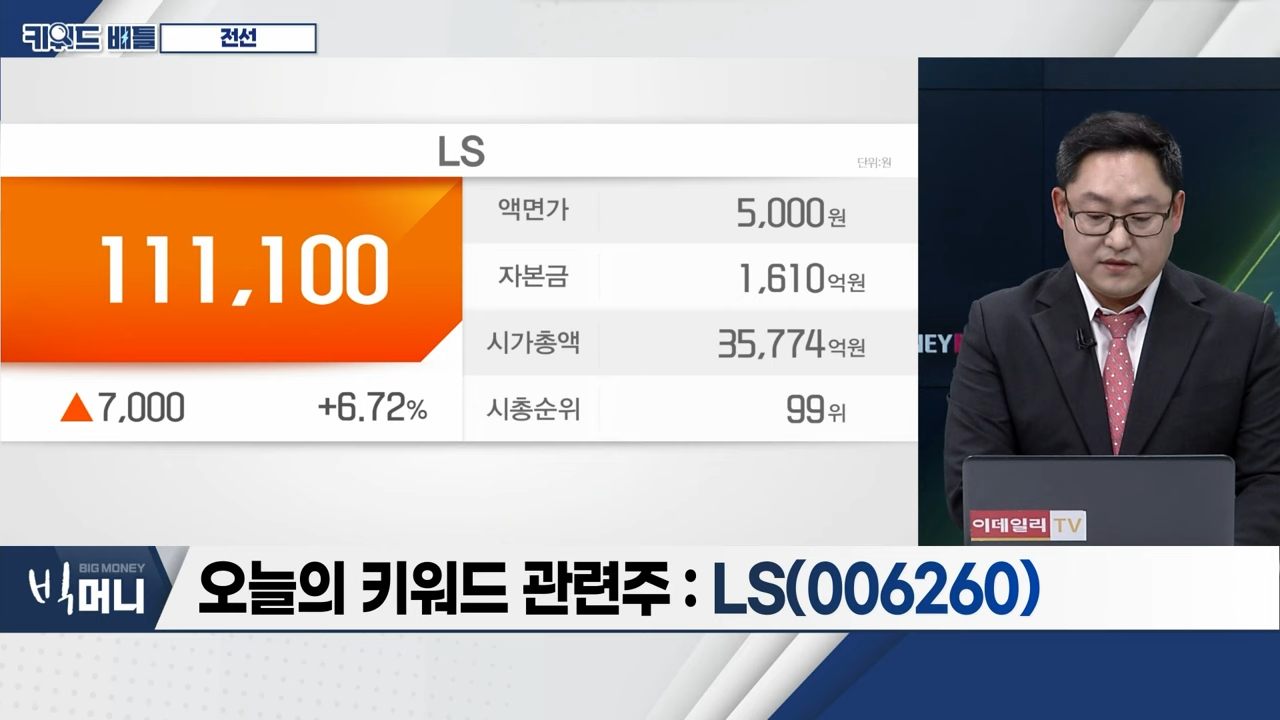 키워드 배틀
전선
LS
단위:원
111,100
▲7,000 +6.72%
액면가 5,000원
자본금 1,610억원
시가총액 35,774억원
시총순위 99위
NEY
이데일리TV
BIG MONEY
빅머니
오늘의 키워드 관련주 : LS(006260)